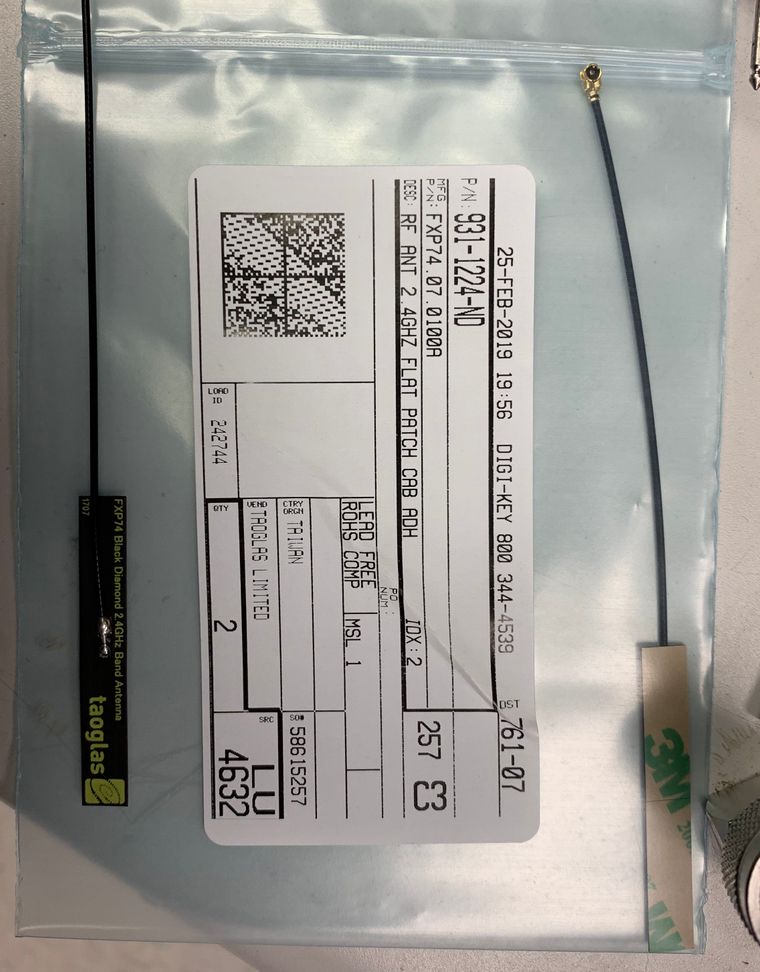 25-FEB-2019 19:56 DIGI-KEY 800 344-4539
DST 761-07
P/N: 931-1224-ND
MFG P/N: FXP74.07.0100A
DESC: RF ANT 2.4GHZ FLAT PATCH CAB ADH
IDX: 2
257 C3
PO NUM:
LEAD FREE
ROHS COMP
MSL 1
CTRY ORGN TAIWAN
SO# 58615257
VEND TAOGLAS LIMITED
LOAD ID 242744
QTY 2
SRC LU
4632
FXP74 Black Diamond 2.4GHz Band Antenna
taoglas
1707
3M
3M